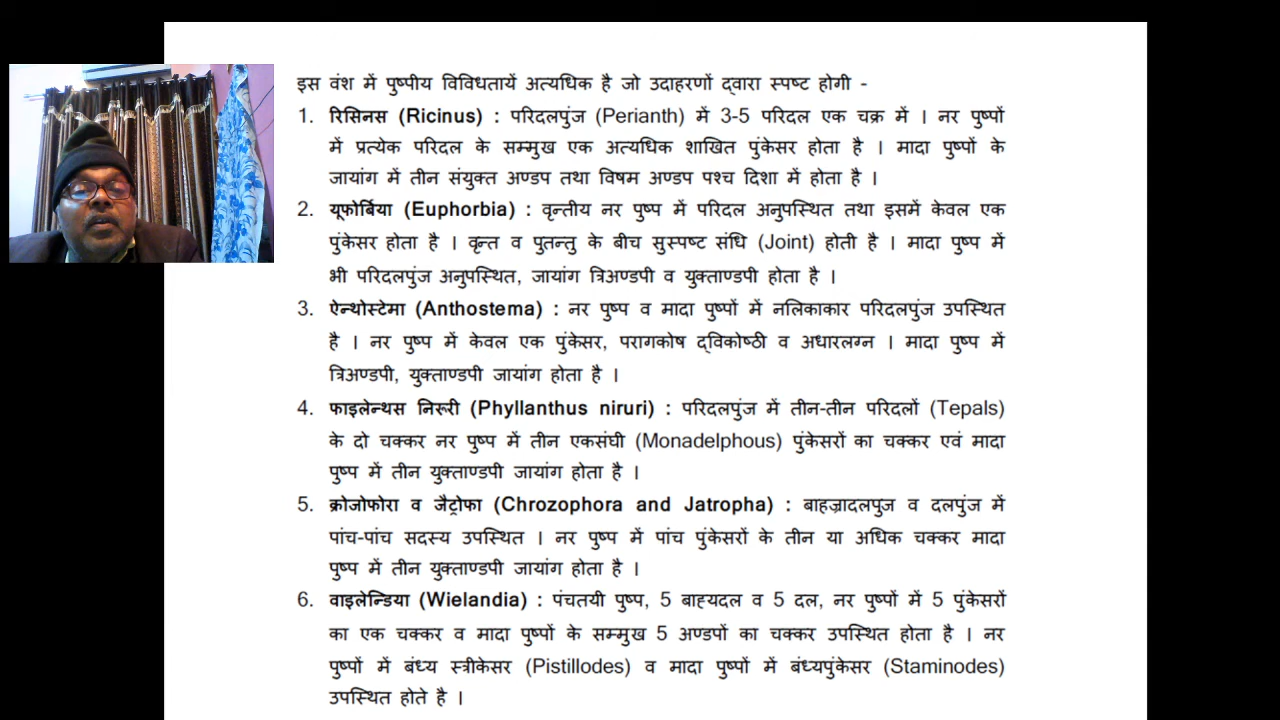 इस वंश में पुष्पीय विविधतायें अत्यधिक है जो उदाहरणों द्वारा स्पष्ट होगी -
1. रिसिनस (Ricinus) : परिदलपुंज (Perianth) में 3-5 परिदल एक चक्र में । नर पुष्पों
में प्रत्येक परिदल के सम्मुख एक अत्यधिक शाखित पुंकेसर होता है । मादा पुष्पों के
जायांग में तीन संयुक्त अण्डप तथा विषम अण्डप पश्च दिशा में होता है ।
2. यूफोर्बिया (Euphorbia) : वृन्तीय नर पुष्प में परिदल अनुपस्थित तथा इसमें केवल एक
पुंकेसर होता है । वृन्त व पुतन्तु के बीच सुस्पष्ट संधि (Joint) होती है । मादा पुष्प में
भी परिदलपुंज अनुपस्थित, जायांग त्रिअण्डपी व युक्ताण्डपी होता है ।
3. ऐन्थोस्टेमा (Anthostema) : नर पुष्प व मादा पुष्पों में नलिकाकार परिदलपुंज उपस्थित
है । नर पुष्प में केवल एक पुंकेसर, परागकोष द्विकोष्ठी व अधारलग्न । मादा पुष्प में
त्रिअण्डपी, युक्ताण्डपी जायांग होता है ।
4. फाइलेन्थस निरूरी (Phyllanthus niruri) : परिदलपुंज में तीन-तीन परिदलों (Tepals)
के दो चक्कर नर पुष्प में तीन एकसंघी (Monadelphous) पुंकेसरों का चक्कर एवं मादा
पुष्प में तीन युक्ताण्डपी जायांग होता है ।
5. क्रोजोफोरा व जैट्रोफा (Chrozophora and Jatropha) : बाहज्रादलपुज व दलपुंज में
पांच-पांच सदस्य उपस्थित । नर पुष्प में पांच पुंकेसरों के तीन या अधिक चक्कर मादा
पुष्प में तीन युक्ताण्डपी जायांग होता है ।
6. वाइलेन्डिया (Wielandia) : पंचतयी पुष्प, 5 बाह्यदल व 5 दल, नर पुष्पों में 5 पुंकेसरों
का एक चक्कर व मादा पुष्पों के सम्मुख 5 अण्डपों का चक्कर उपस्थित होता है । नर
पुष्पों में बंध्य स्त्रीकेसर (Pistillodes) व मादा पुष्पों में बंध्यपुंकेसर (Staminodes)
उपस्थित होते है ।